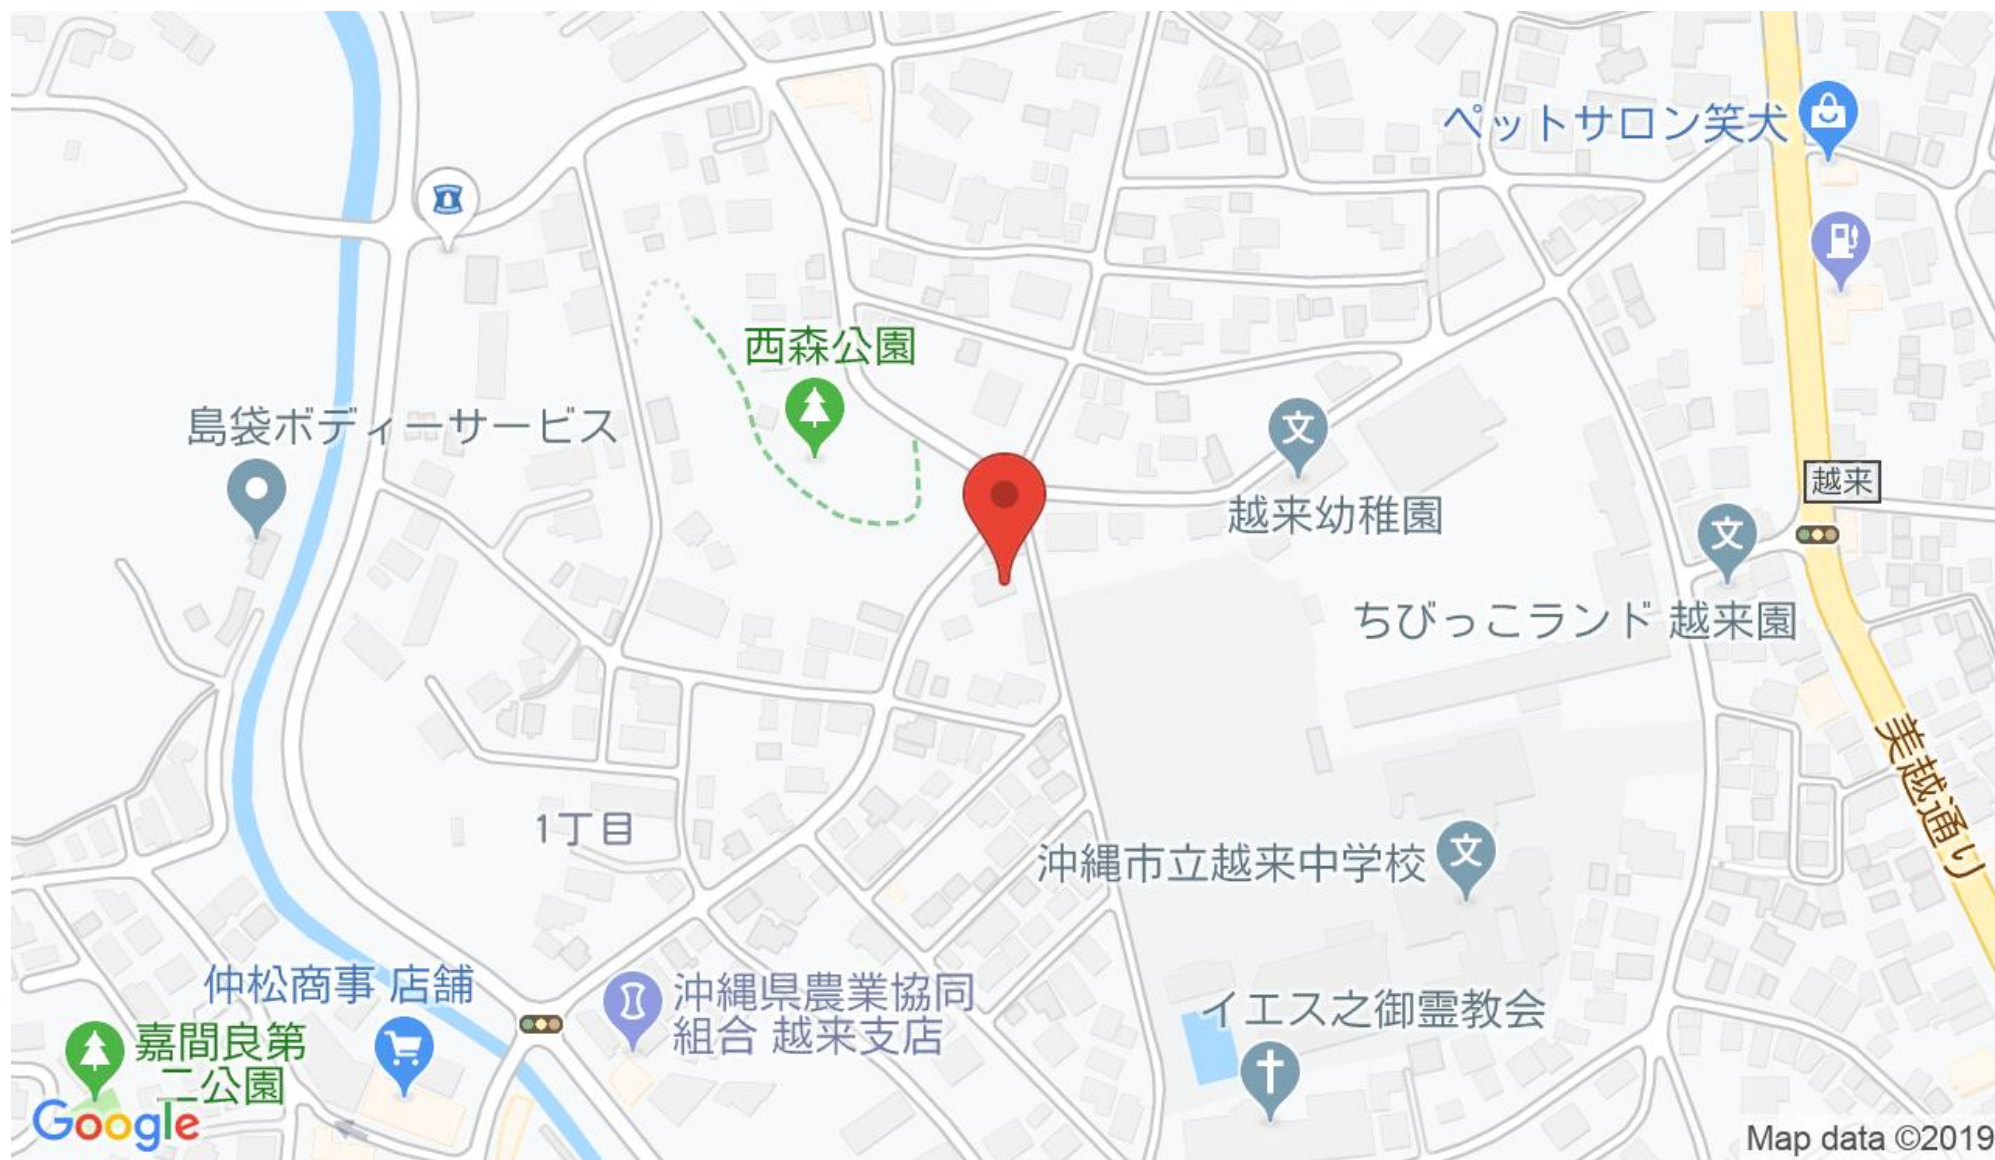 ペットサロン笑犬
西森公園
島袋ボディーサービス
文
越来幼稚園
越来
文
ちびっこランド 越来園
美越通り
1丁目
沖縄市立越来中学校
文
仲松商事 店舗
沖縄県農業協同
組合 越来支店
イエス之御霊教会
嘉間良第
二公園
Google
Map data ©2019